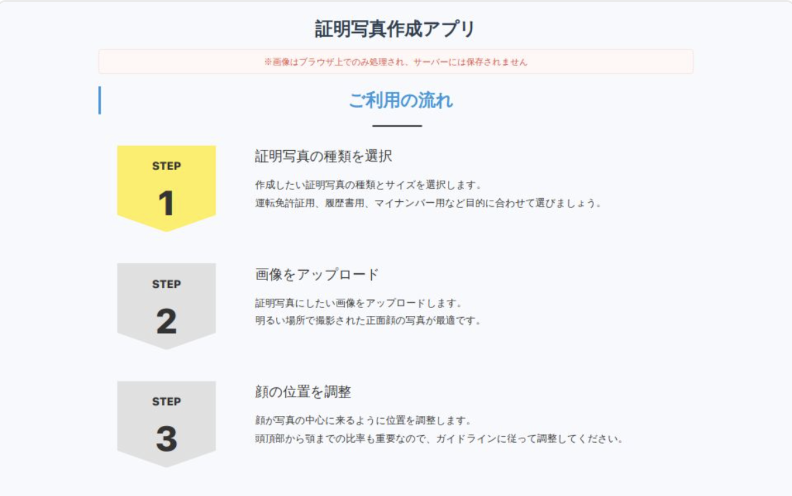 証明写真作成アプリ
※画像はブラウザ上でのみ処理され、サーバーには保存されません
ご利用の流れ
STEP
1
証明写真の種類を選択
作成したい証明写真の種類とサイズを選択します。
運転免許証用、履歴書用、マイナンバー用など目的に合わせて選びましょう。
STEP
2
画像をアップロード
証明写真にしたい画像をアップロードします。
明るい場所で撮影された正面顔の写真が最適です。
STEP
3
顔の位置を調整
顔が写真の中心に来るように位置を調整します。
頭頂部から顎までの比率も重要なので、ガイドラインに従って調整してください。